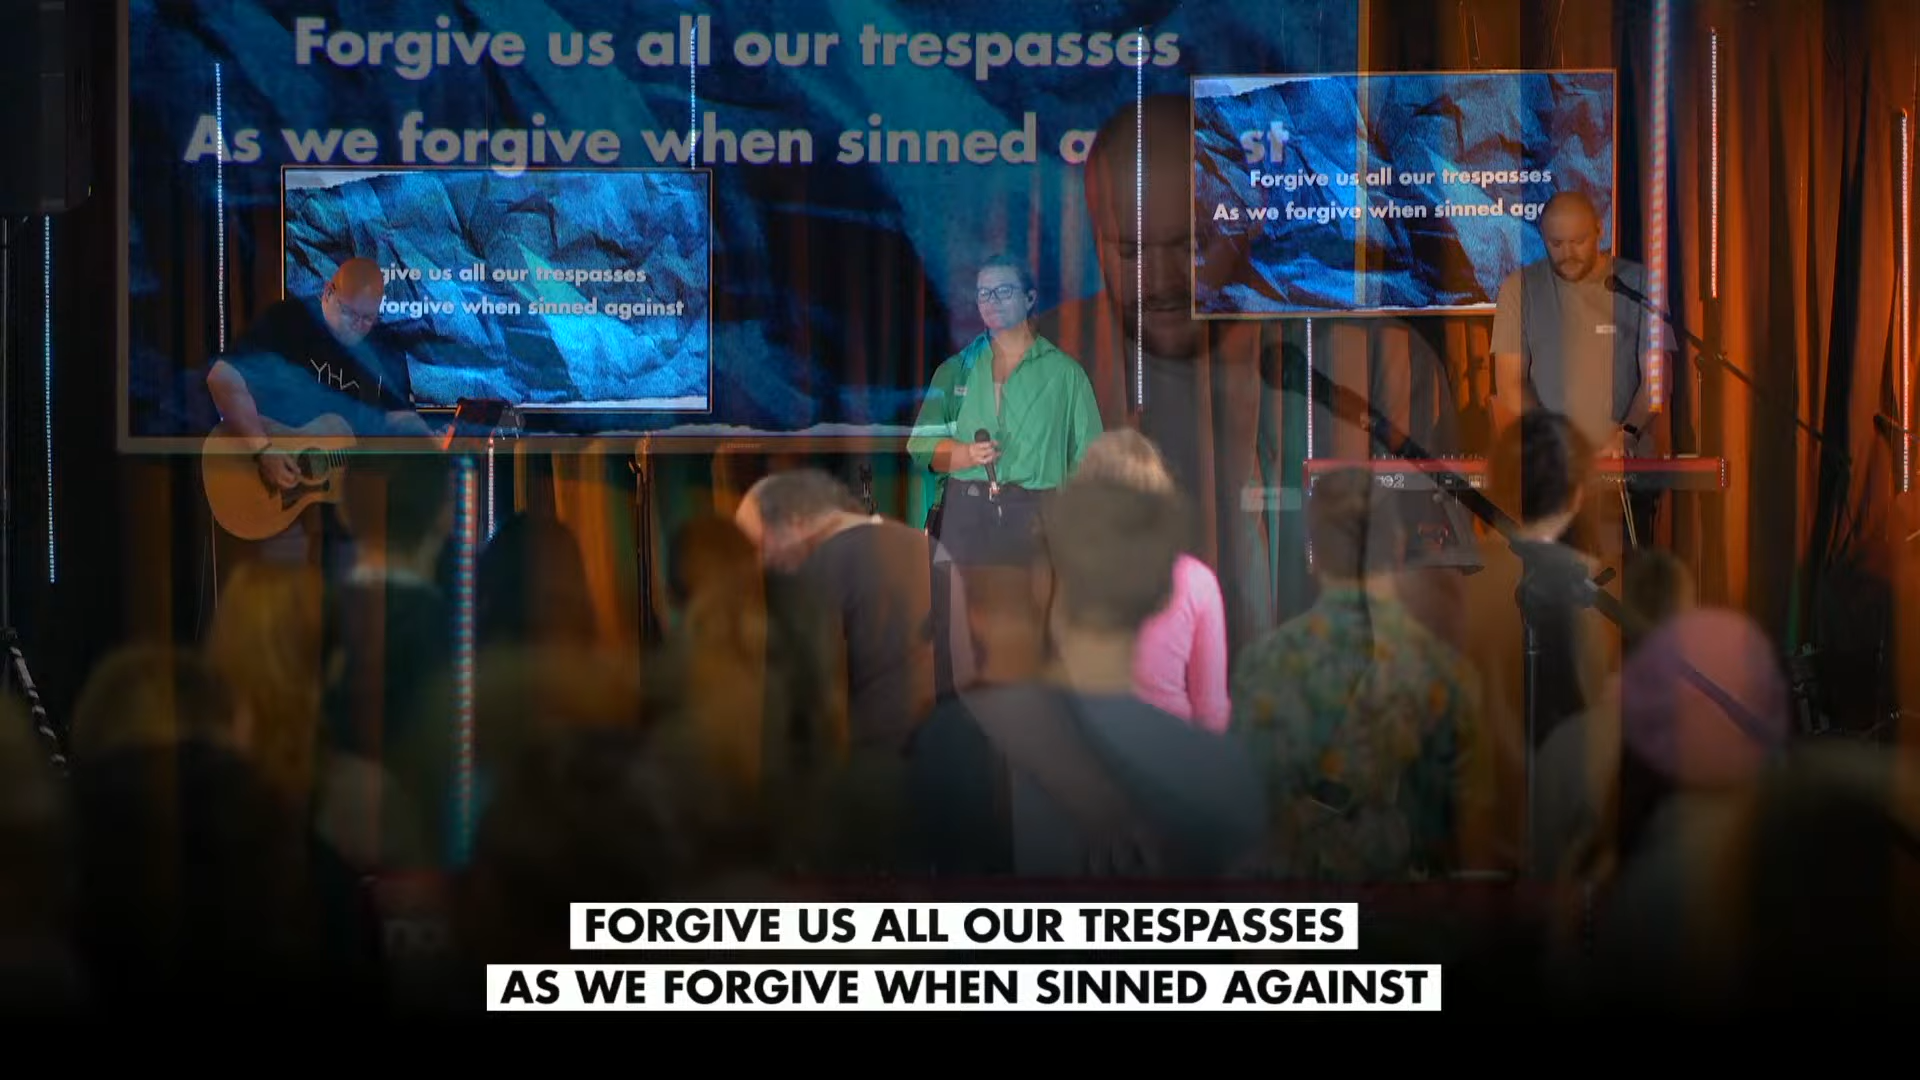 Forgive us all our trespasses
As we forgive when sinned a st
Forgive us all our trespasses
As we forgive when sinned aga
give us all our trespasses
forgive when sinned against
FORGIVE US ALL OUR TRESPASSES
AS WE FORGIVE WHEN SINNED AGAINST